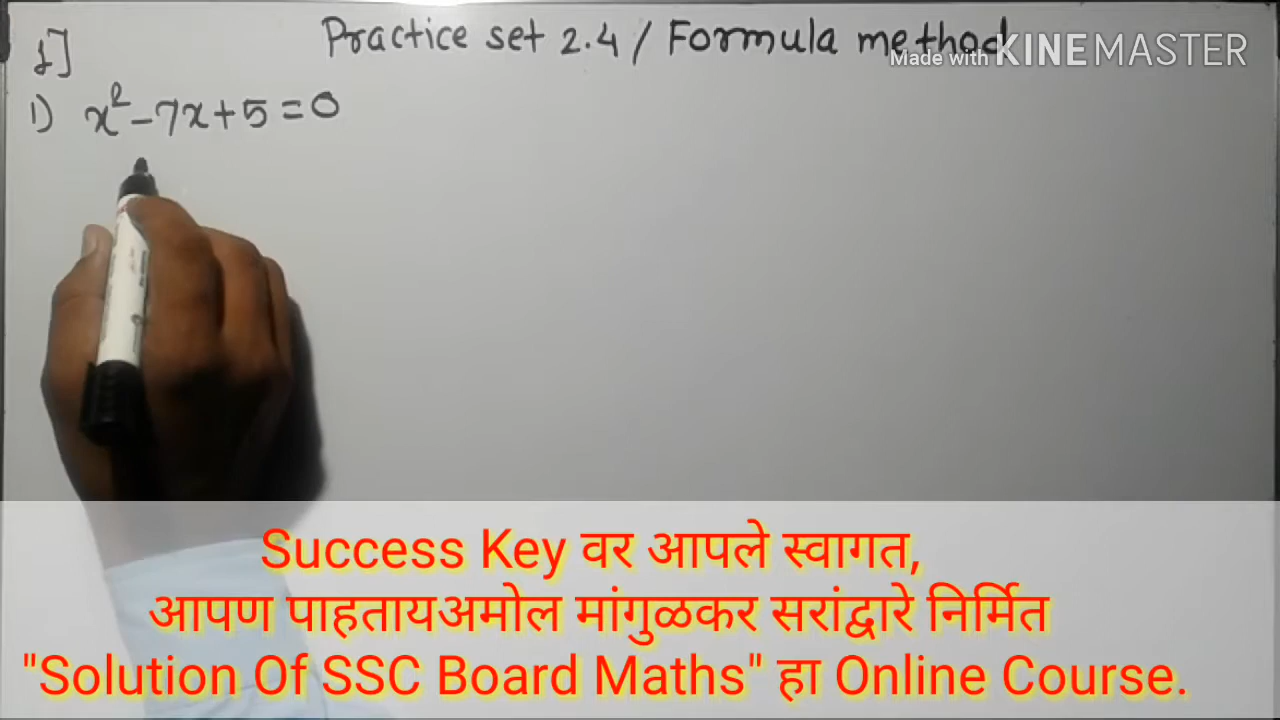 Practice set 2.4 / Formula method
Made with KINEMASTER
1]
1) x² - 7x + 5 = 0
Success Key वर आपले स्वागत,
आपण पाहतायअमोल मांगुळकर सरांद्वारे निर्मित
"Solution Of SSC Board Maths" हा Online Course.